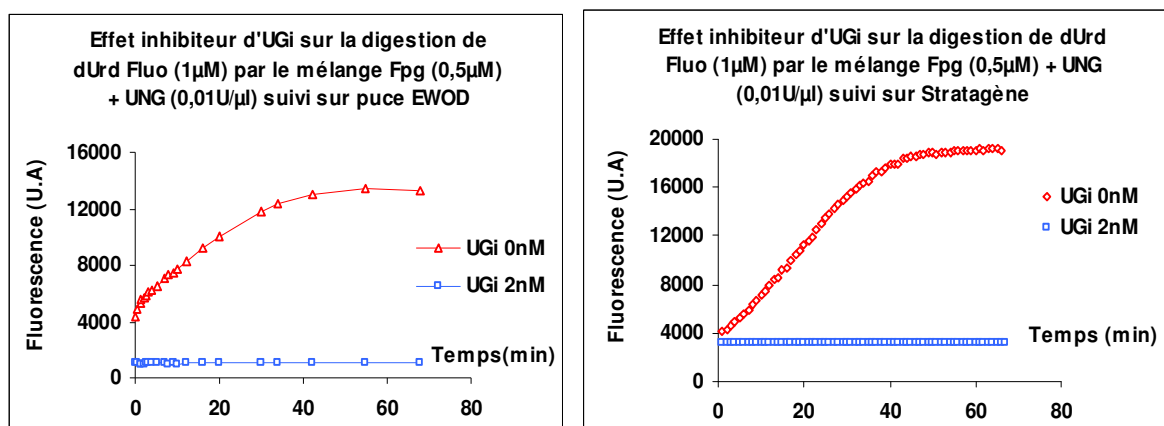 Effet inhibiteur d'UGi sur la digestion de
dUrd Fluo (1µM) par le mélange Fpg (0,5µM)
+ UNG (0,01U/µl) suivi sur puce EWOD
Fluorescence (U.A)
16000
12000
8000
4000
0
0 20 40 60 80
UGi 0nM
UGi 2nM
Temps(min)
Effet inhibiteur d'UGi sur la digestion de dUrd
Fluo (1µM) par le mélange Fpg (0,5µM) + UNG
(0,01U/µl) suivi sur Stratagène
Fluorescence (U.A)
20000
16000
12000
8000
4000
0
0 20 40 60 80
UGi 0nM
UGi 2nM
Temps (min)